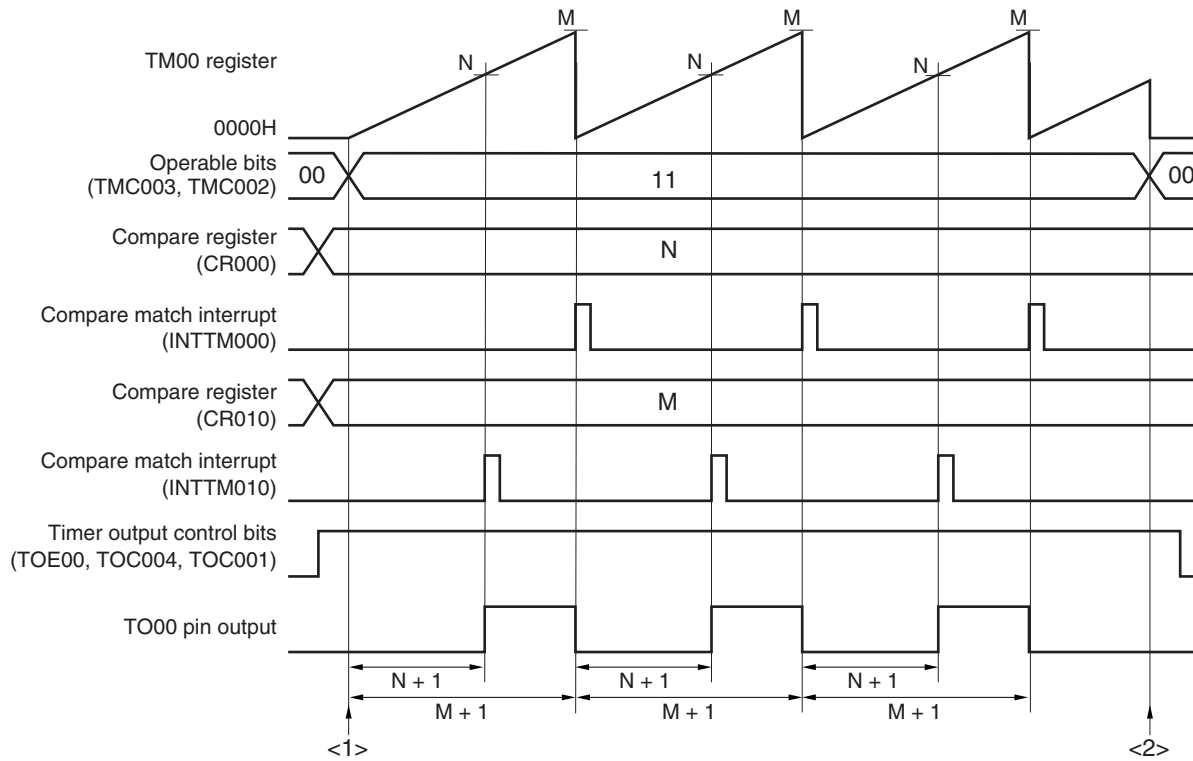 M
M
M
TM00 register
N
N
N
0000H
Operable bits
(TMC003, TMC002)
00
11
00
Compare register
(CR000)
N
Compare match interrupt
(INTTM000)
Compare register
(CR010)
M
Compare match interrupt
(INTTM010)
Timer output control bits
(TOE00, TOC004, TOC001)
TO00 pin output
N + 1
N + 1
N + 1
M + 1
M + 1
M + 1
<1>
<2>